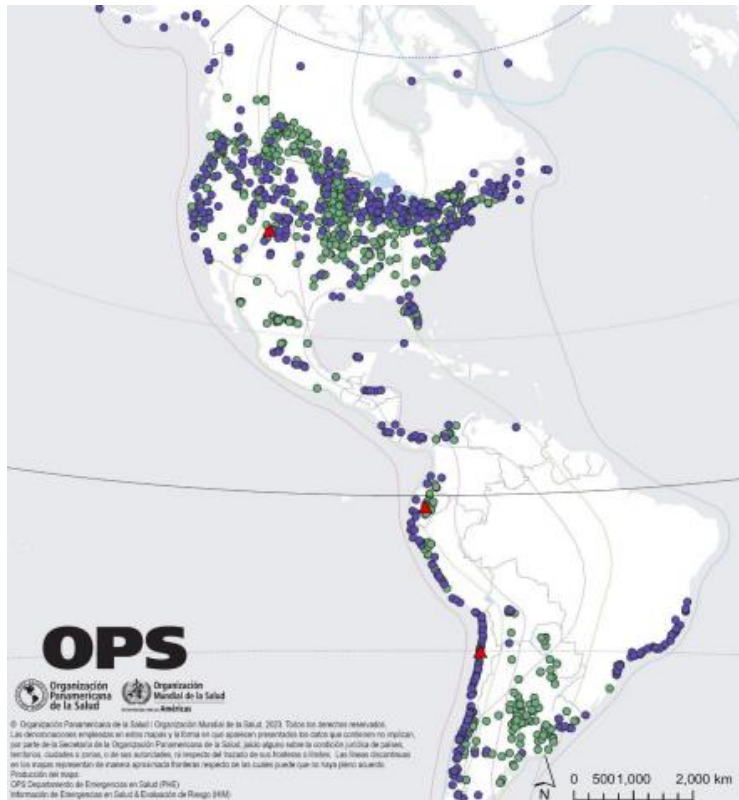 OPS
Organización
Panamericana
de la Salud
Organización
Mundial de la Salud
Américas
© Organización Panamericana de la Salud / Organización Mundial de la Salud, 2023. Todos los derechos reservados.
Las denominaciones empleadas en estos mapas y la forma en que aparecen presentados los datos que contienen no implican,
por parte de la Secretaría de la Organización Panamericana de la Salud, juicio alguno sobre la condición jurídica de países,
territorios, ciudades o zonas, o de sus autoridades, ni respecto del trazado de sus fronteras o límites. Las líneas discontinuas
en los mapas representan de manera aproximada fronteras respecto de las cuales puede que no haya pleno acuerdo.
Producción del mapa:
OPS Departamento de Emergencias en Salud (PHE)
Información de Emergencias en Salud & Evaluación de Riesgo (HIM)
N
0 500 1,000 2,000 km